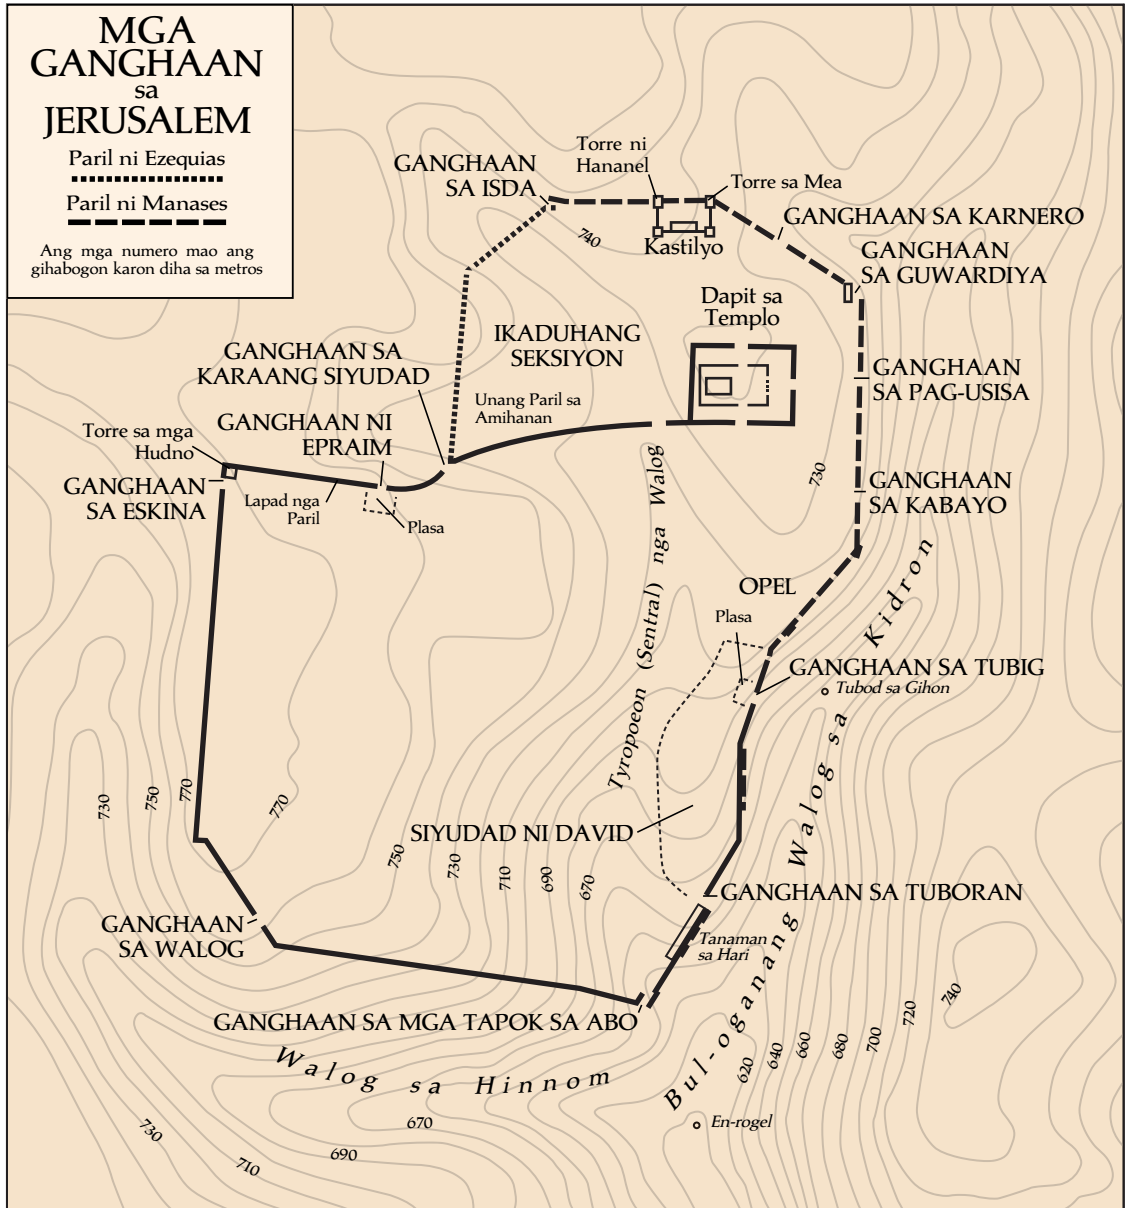 MGA
GANGHAAN
sa
JERUSALEM
Paril ni Ezequias
Paril ni Manases
Ang mga numero mao ang
gihabogon karon diha sa metros
GANGHAAN
SA ISDA
Torre ni
Hananel
Torre sa Mea
GANGHAAN SA KARNERO
740
Kastilyo
GANGHAAN
SA GUWARDIYA
Dapit sa
Templo
IKADUHANG
SEKSIYON
GANGHAAN SA
KARAANG SIYUDAD
GANGHAAN
SA PAG-USISA
Unang Paril sa
Amihanan
GANGHAAN NI
EPRAIM
Torre sa mga
Hudno
GANGHAAN
SA ESKINA
Lapad nga
Paril
Plasa
730
GANGHAAN
SA KABAYO
Tyropoeon (Sentral) nga Walog
OPEL
Plasa
GANGHAAN SA TUBIG
Tubod sa Gihon
Bul-oganang Walog sa Kidron
730
750
770
770
SIYUDAD NI DAVID
750
730
710
690
670
GANGHAAN SA TUBORAN
GANGHAAN
SA WALOG
Tanaman
sa Hari
GANGHAAN SA MGA TAPOK SA ABO
620
640
660
680
700
720
740
Walog sa Hinnom
670
En-rogel
730
690
710